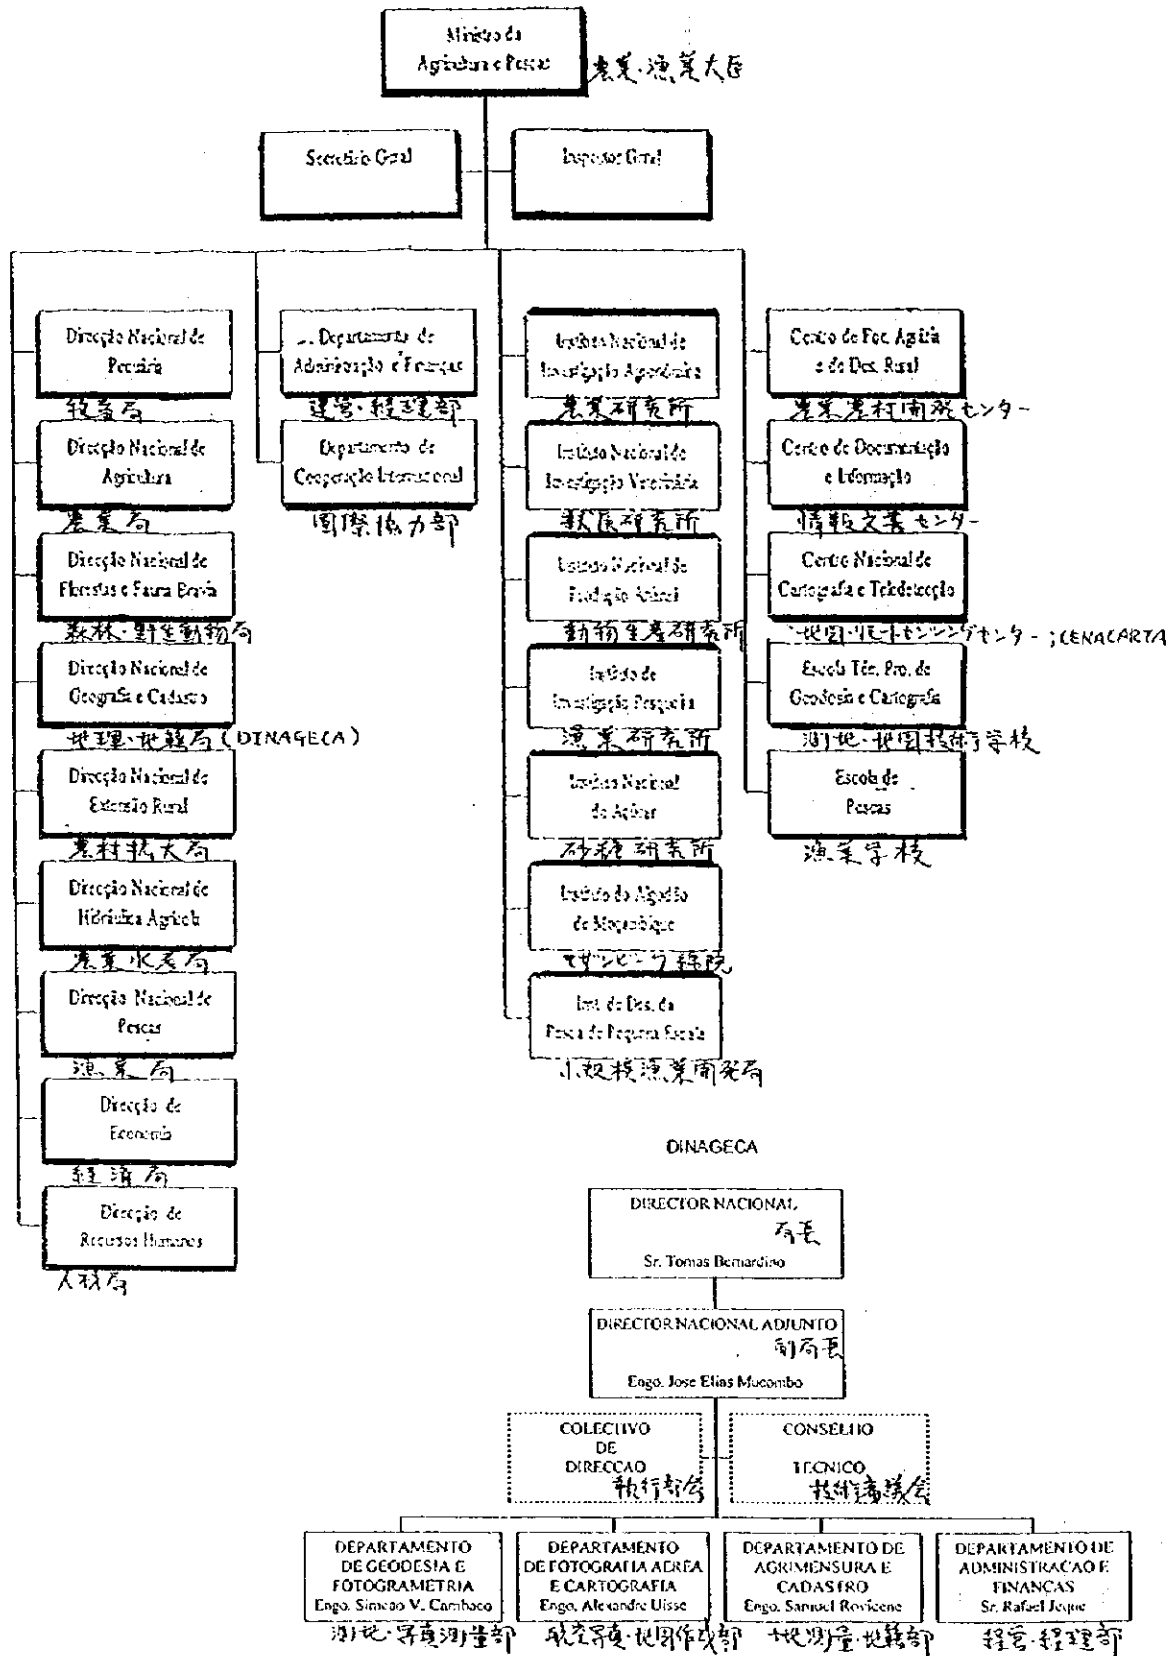 Ministro da
Agricultura e Pescas
農業・漁業大臣
Secretário Geral
Inspector Geral
Direcção Nacional de
Pecuária
牧畜局
Direcção Nacional de
Agricultura
農業局
Direcção Nacional de
Florestas e Fauna Bravia
森林・野生動物局
Direcção Nacional de
Geografia e Cadastro
地理・地籍局(DINAGECA)
Direcção Nacional de
Extensão Rural
農村拡大局
Direcção Nacional de
Hidráulica Agrícola
農業水産局
Direcção Nacional de
Pescas
漁業局
Direcção de
Economia
経済局
Direcção de
Recursos Humanos
人材局
Departamento de
Administração e Finanças
運営・経理部
Departamento de
Cooperação Internacional
国際協力部
Instituto Nacional de
Investigação Agronómica
農業研究所
Instituto Nacional de
Investigação Veterinária
獣医研究所
Instituto Nacional de
Produção Animal
動物生産研究所
Instituto de
Investigação Pesqueira
漁業研究所
Instituto Nacional
do Açúcar
砂糖研究所
Instituto do Algodão
de Moçambique
モザンビーク綿院
Inst. de Des. da
Pesca de Pequena Escala
小規模漁業開発局
Centro de For. Agrária
e de Des. Rural
農業農村開発センター
Centro de Documentação
e Informação
情報文書センター
Centro Nacional de
Cartografia e Teledetecção
地図・リモートセンシングセンター;CENACARTA
Escola Téc. Pro. de
Geodesia e Cartografia
測地・地図技術学校
Escola de
Pescas
漁業学校
DINAGECA
DIRECTOR NACIONAL
局長
Sr. Tomas Bernardino
DIRECTOR NACIONAL ADJUNTO
副局長
Engo. Jose Elias Mucombo
COLECTIVO
DE
DIRECCAO
執行部会
CONSELHO
TECNICO
技術審議会
DEPARTAMENTO
DE GEODESIA E
FOTOGRAMETRIA
Engo. Simeao V. Cambaco
測地・写真測量部
DEPARTAMENTO
DE FOTOGRAFIA AEREA
E CARTOGRAFIA
Engo. Alexandre Uisse
航空写真・地図作成部
DEPARTAMENTO DE
AGRIMENSURA E
CADASTRO
Engo. Samuel Rovicene
土地測量・地籍部
DEPARTAMENTO DE
ADMINISTRACAO E
FINANCAS
Sr. Rafael Jeque
経営・経理部